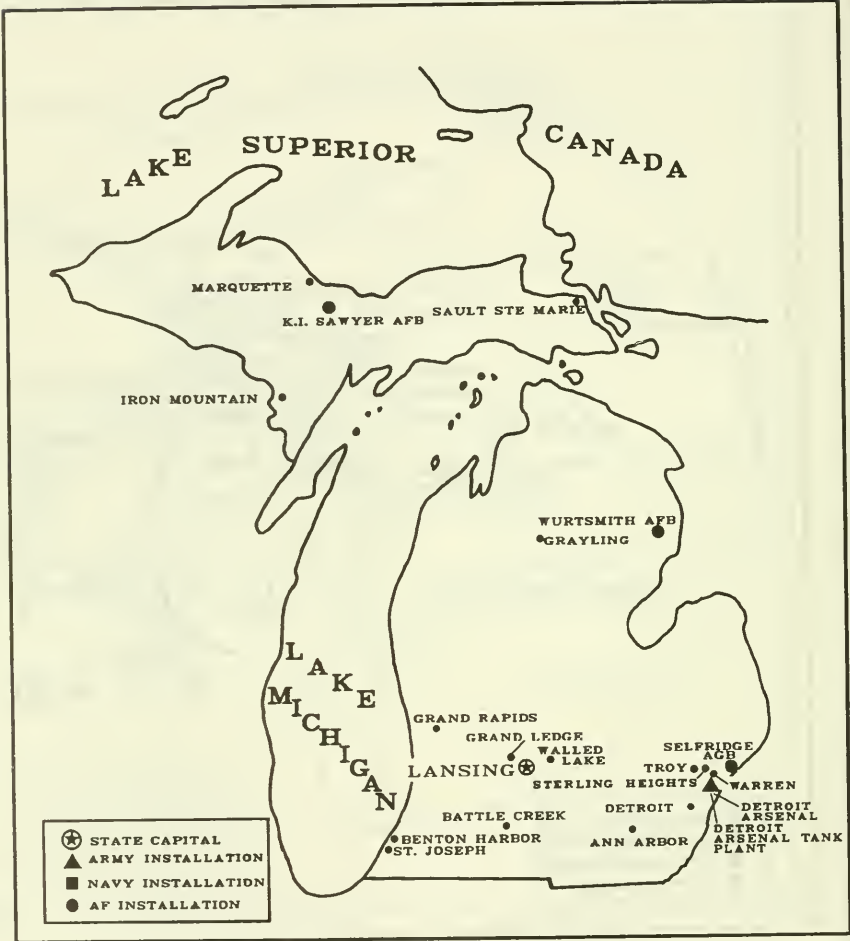 LAKE SUPERIOR
CANADA
MARQUETTE
K.I. SAWYER AFB
SAULT STE MARIE
IRON MOUNTAIN
WURTSMITH AFB
GRAYLING
LAKE
MICHIGAN
GRAND RAPIDS
GRAND LEDGE
WALLED
LAKE
LANSING
SELFRIDGE
AGB
TROY
STERLING HEIGHTS
WARREN
DETROIT
DETROIT
ARSENAL
DETROIT
ARSENAL TANK
PLANT
BATTLE CREEK
ANN ARBOR
BENTON HARBOR
ST. JOSEPH
STATE CAPITAL
ARMY INSTALLATION
NAVY INSTALLATION
AF INSTALLATION